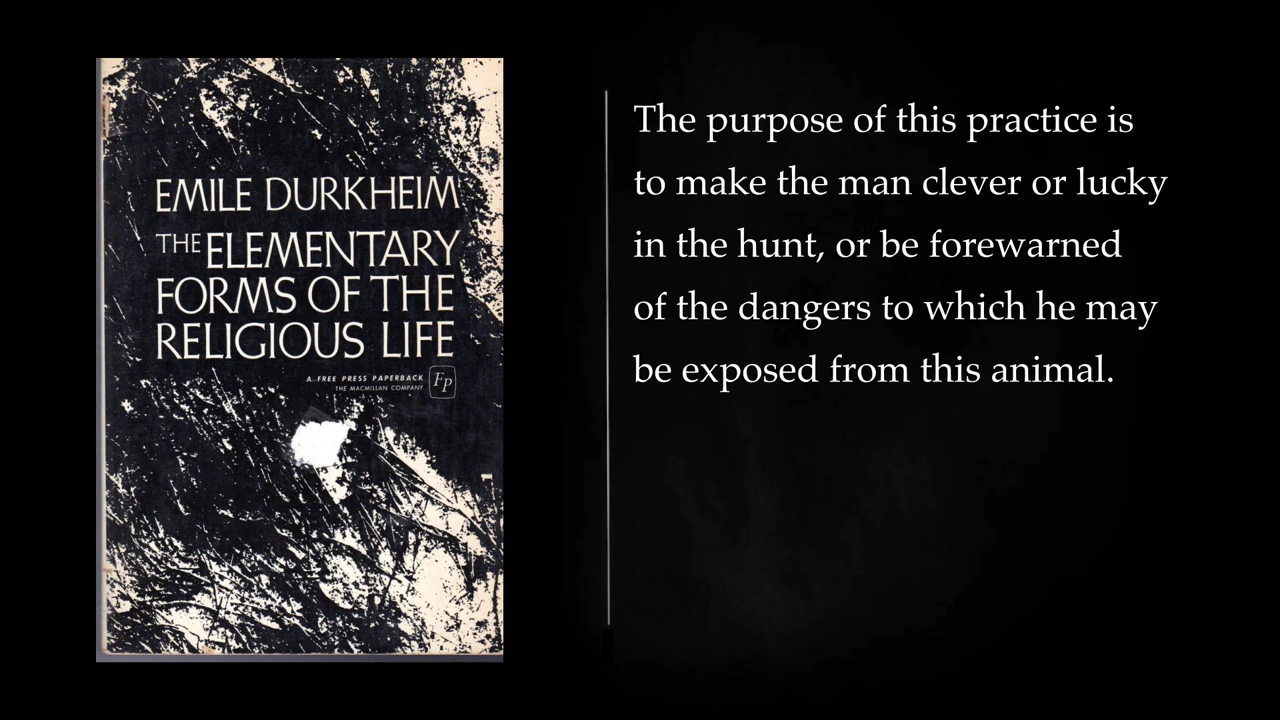 EMILE DURKHEIM
THE ELEMENTARY
FORMS OF THE
RELIGIOUS LIFE
A FREE PRESS PAPERBACK
THE MACMILLAN COMPANY
Fp
The purpose of this practice is
to make the man clever or lucky
in the hunt, or be forewarned
of the dangers to which he may
be exposed from this animal.